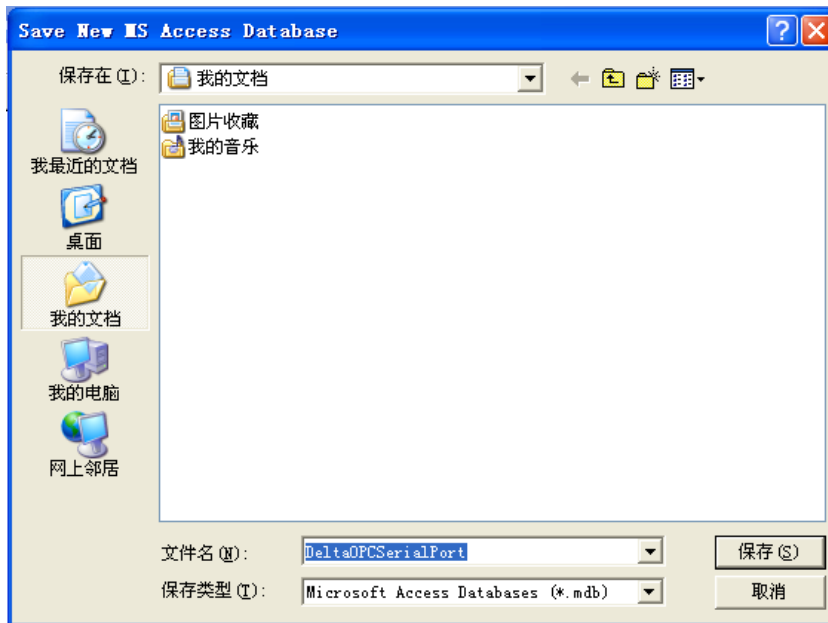 Save New MS Access Database
保存在(I):
我的文档
图片收藏
我的音乐
我最近的文档
桌面
我的文档
我的电脑
网上邻居
文件名(N):
DeltaOPCSerialPort
保存(S)
保存类型(T):
Microsoft Access Databases (*.mdb)
取消